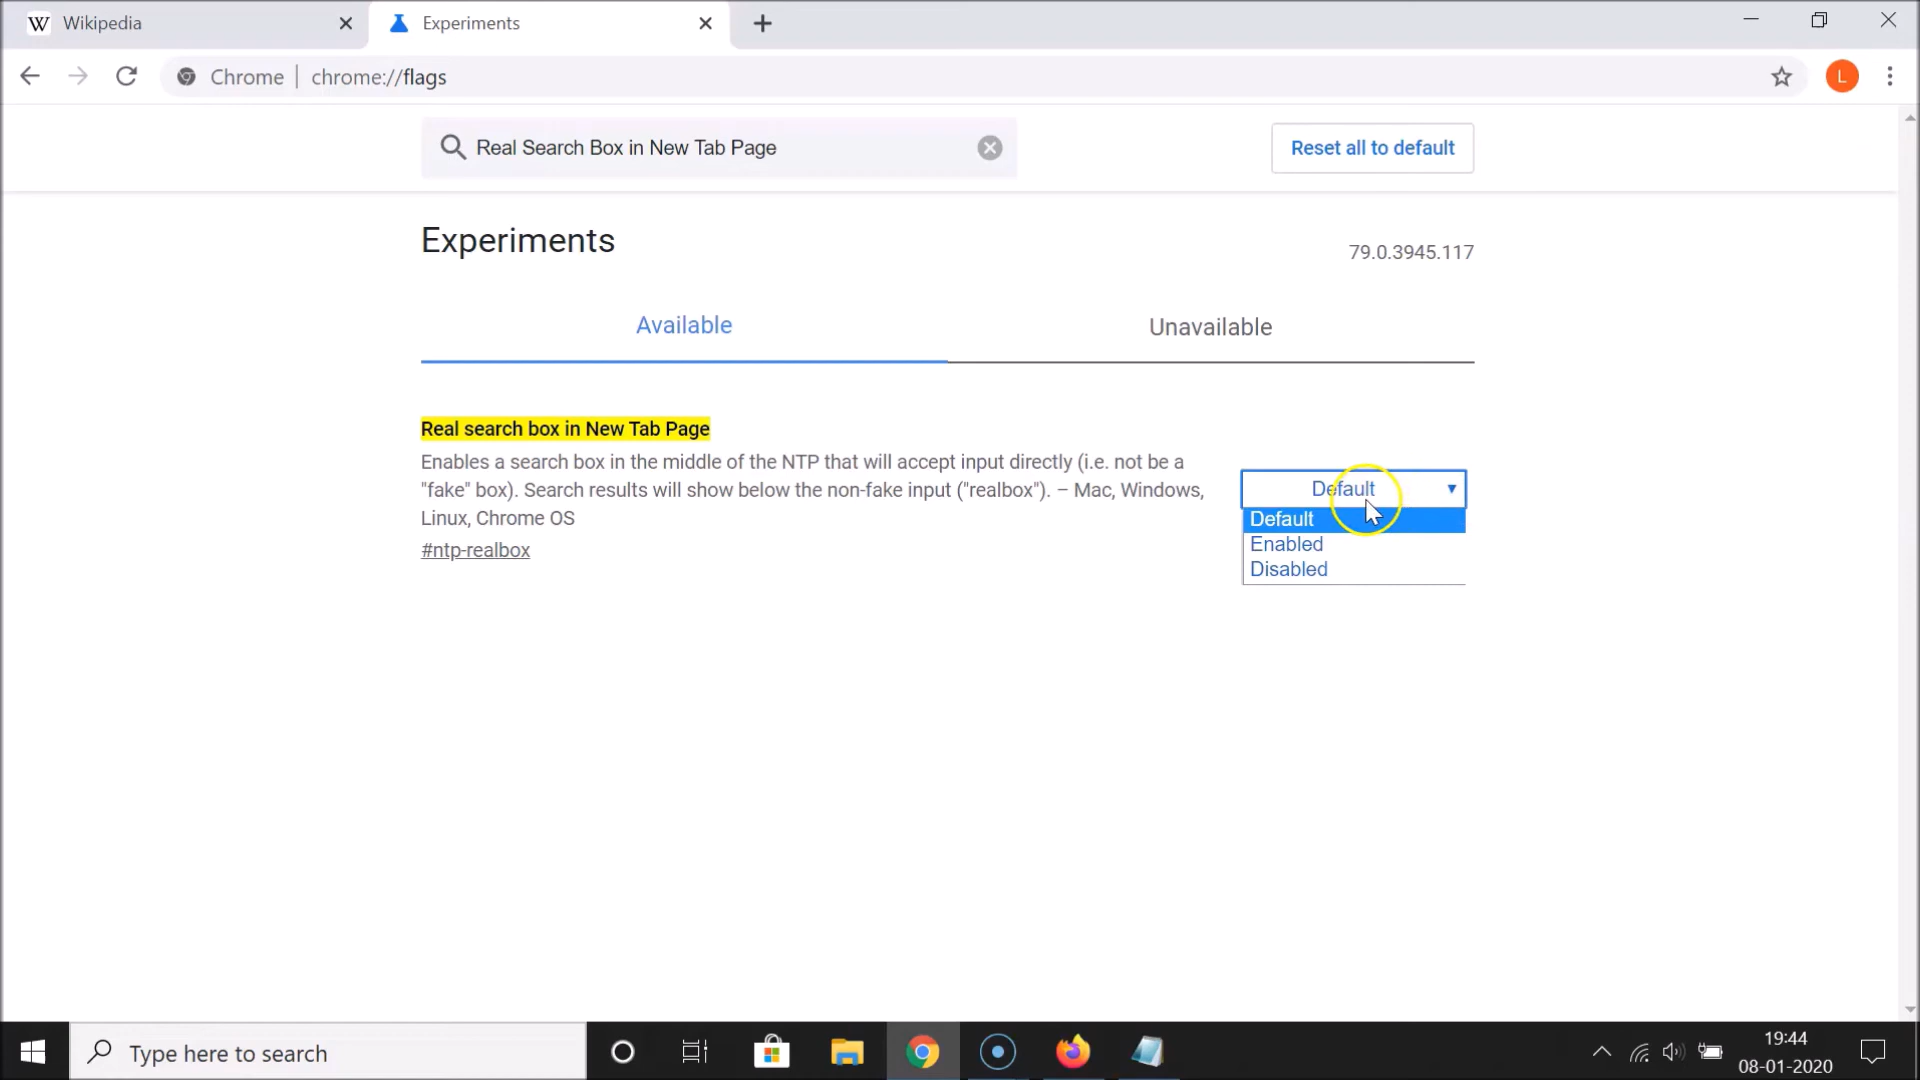 W Wikipedia
Experiments
Chrome | chrome://flags
L
Real Search Box in New Tab Page
Reset all to default
Experiments
79.0.3945.117
Available
Unavailable
Real search box in New Tab Page
Enables a search box in the middle of the NTP that will accept input directly (i.e. not be a
"fake" box). Search results will show below the non-fake input ("realbox"). – Mac, Windows,
Linux, Chrome OS
#ntp-realbox
Default
Default
Enabled
Disabled
Type here to search
19:44
08-01-2020